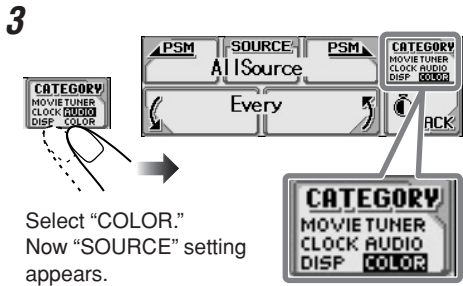 3
PSM SOURCE PSM
AllSource
Every
CATEGORY
MOVIE TUNER
CLOCK AUDIO
DISP COLOR
ACK
CATEGORY
MOVIE TUNER
CLOCK AUDIO
DISP COLOR
Select “COLOR.”
Now “SOURCE” setting
appears.
CATEGORY
MOVIE TUNER
CLOCK AUDIO
DISP COLOR